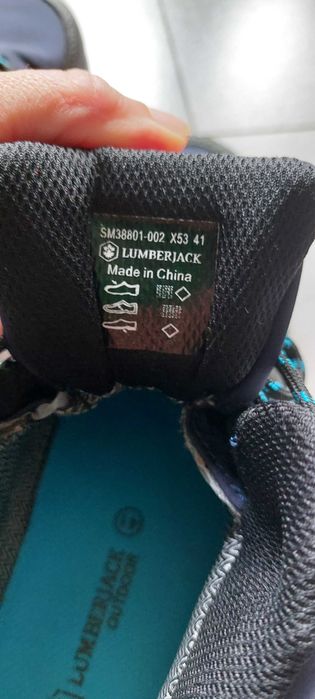 SM38801-002 X53 41
LUMBERJACK
Made in China
LUMBERJACK
OUTDOOR